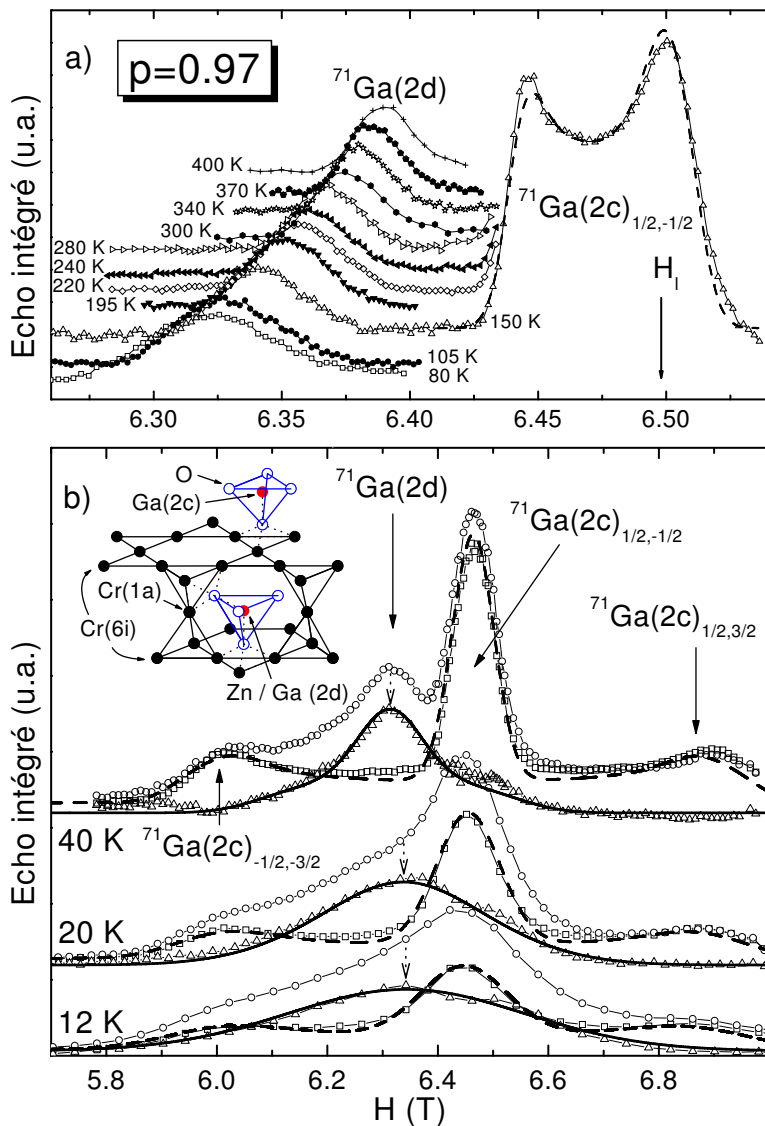 a)
p=0.97
71Ga(2d)
400 K
370 K
340 K
300 K
280 K
240 K
220 K
195 K
150 K
105 K
80 K
71Ga(2c)1/2,-1/2
HI
Echo intégré (u.a.)
6.30 6.35 6.40 6.45 6.50
b)
O
Ga(2c)
Cr(1a)
Cr(6i)
Zn / Ga (2d)
71Ga(2d)
71Ga(2c)1/2,-1/2
71Ga(2c)1/2,3/2
71Ga(2c)-1/2,-3/2
40 K
20 K
12 K
Echo intégré (u.a.)
5.8 6.0 6.2 6.4 6.6 6.8
H (T)